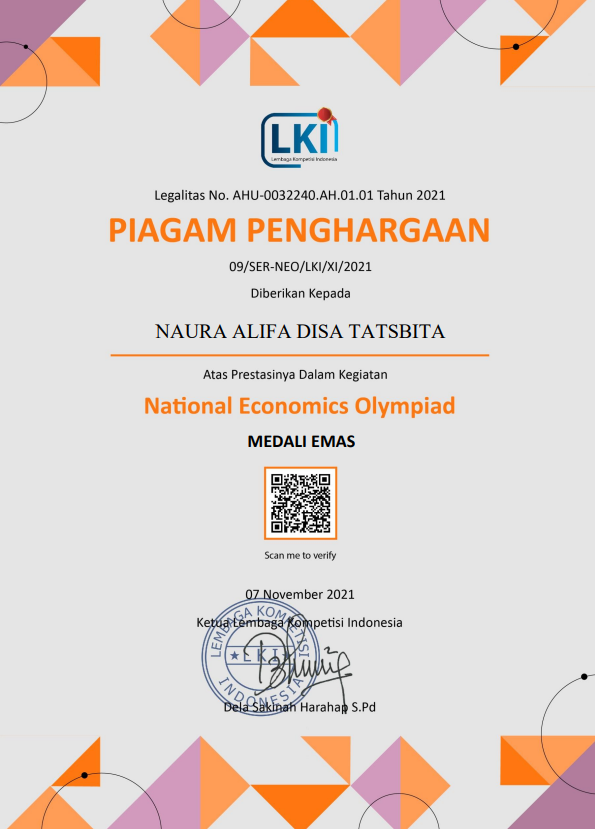 LKI
Lembaga Kompetisi Indonesia
Legalitas No. AHU-0032240.AH.01.01 Tahun 2021
PIAGAM PENGHARGAAN
09/SER-NEO/LKI/XI/2021
Diberikan Kepada
NAURA ALIFA DISA TATSBITA
Atas Prestasinya Dalam Kegiatan
National Economics Olympiad
MEDALI EMAS
Scan me to verify
07 November 2021
Ketua Lembaga Kompetisi Indonesia
LEMBAGA KOMPETISI
LKI
INDONESIA
Dela Sakinah Harahap S.Pd